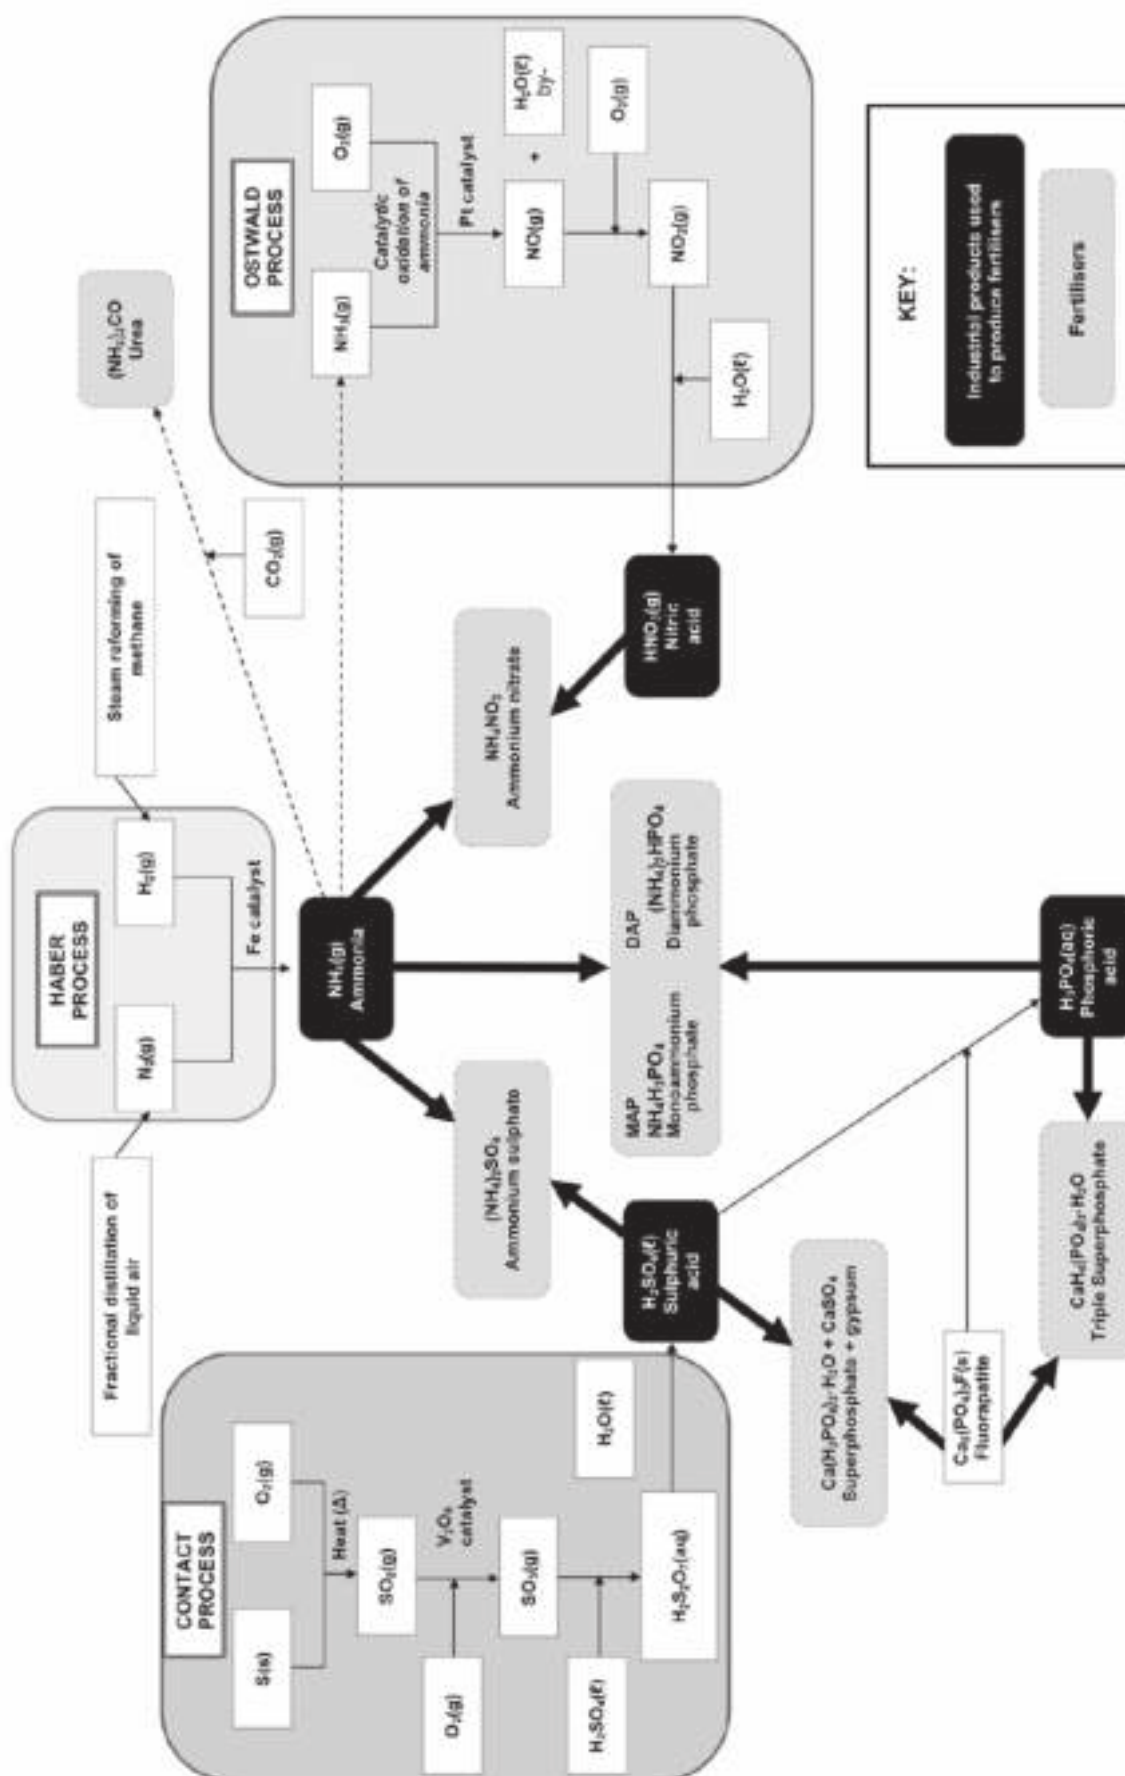 HABER
PROCESS
N₂(g)
H₂(g)
Fe catalyst
Fractional distillation of
liquid air
Steam reforming of
methane
(NH₂)₂CO
Urea
CO₂(g)
NH₃(g)
Ammonia
CONTACT
PROCESS
S(s)
O₂(g)
Heat (Δ)
SO₂(g)
O₂(g)
V₂O₅
catalyst
SO₃(g)
H₂SO₄(ℓ)
H₂S₂O₇(aq)
H₂O(ℓ)
OSTWALD
PROCESS
NH₃(g)
O₂(g)
Catalytic
oxidation of
ammonia
Pt catalyst
NO(g)
+
H₂O(ℓ)
by-
O₂(g)
NO₂(g)
H₂O(ℓ)
(NH₄)₂SO₄
Ammonium sulphate
NH₄NO₃
Ammonium nitrate
H₂SO₄(ℓ)
Sulphuric
acid
MAP
NH₄H₂PO₄
Monoammonium
phosphate
DAP
(NH₄)₂HPO₄
Diammonium
phosphate
HNO₃(g)
Nitric
acid
Ca(H₂PO₄)₂·H₂O + CaSO₄
Superphosphate + gypsum
Ca₅(PO₄)₃F(s)
Fluorapatite
CaH₄(PO₄)₂·H₂O
Triple Superphosphate
H₃PO₄(aq)
Phosphoric
acid
KEY:
Industrial products used
to produce fertilisers
Fertilisers